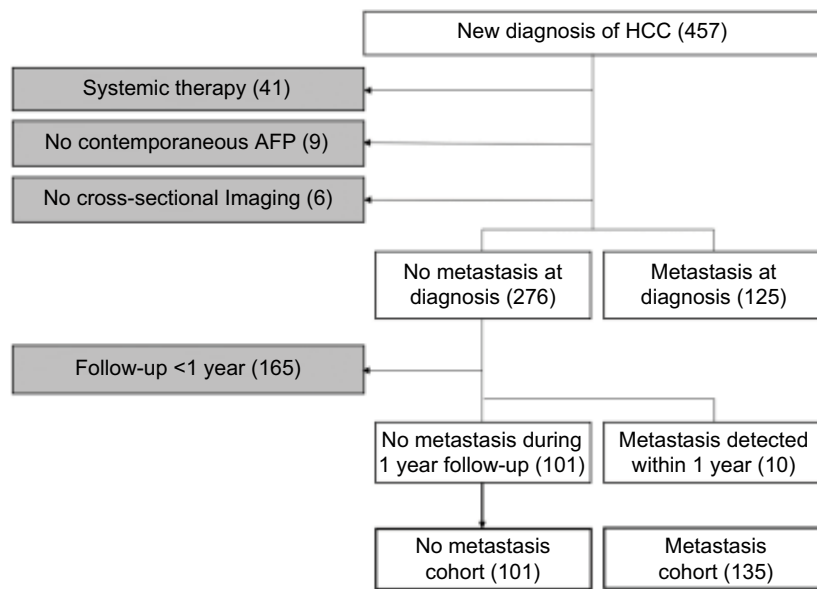 New diagnosis of HCC (457)
Systemic therapy (41)
No contemporaneous AFP (9)
No cross-sectional Imaging (6)
No metastasis at
diagnosis (276)
Metastasis at
diagnosis (125)
Follow-up <1 year (165)
No metastasis during
1 year follow-up (101)
Metastasis detected
within 1 year (10)
No metastasis
cohort (101)
Metastasis
cohort (135)